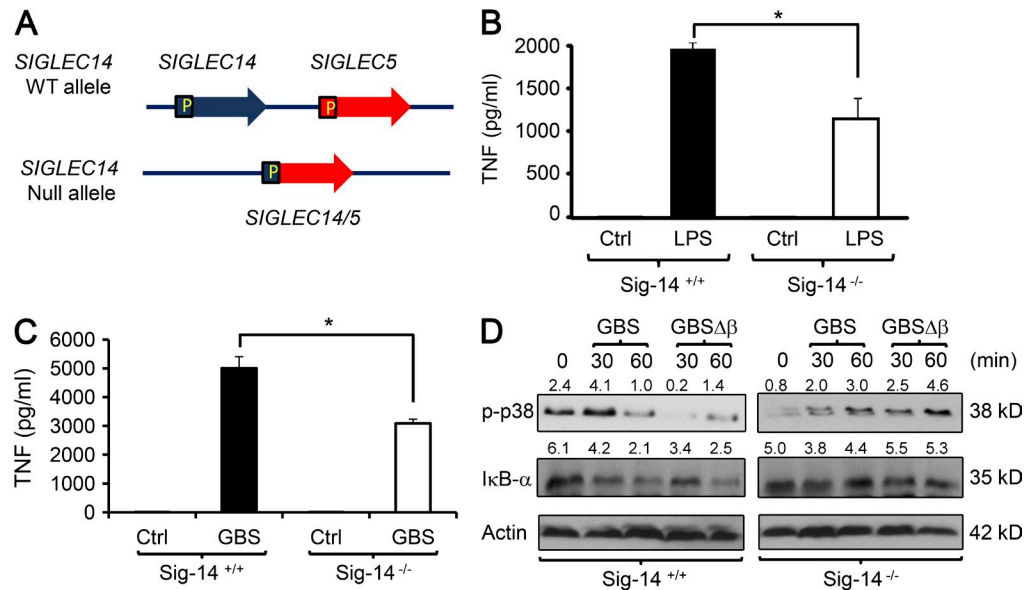 A
SIGLEC14
WT allele
SIGLEC14
SIGLEC5
P
P
SIGLEC14
Null allele
P
SIGLEC14/5
B
*
TNF (pg/ml)
2000
1500
1000
500
0
Ctrl
LPS
Ctrl
LPS
Sig-14 +/+
Sig-14 -/-
C
*
TNF (pg/ml)
6000
5000
4000
3000
2000
1000
0
Ctrl
GBS
Ctrl
GBS
Sig-14 +/+
Sig-14 -/-
D
GBS GBSΔβ GBS GBSΔβ
0 30 60 30 60 0 30 60 30 60 (min)
2.4 4.1 1.0 0.2 1.4 0.8 2.0 3.0 2.5 4.6
p-p38 38 kD
6.1 4.2 2.1 3.4 2.5 5.0 3.8 4.4 5.5 5.3
IκB-α 35 kD
Actin 42 kD
Sig-14 +/+ Sig-14 -/-